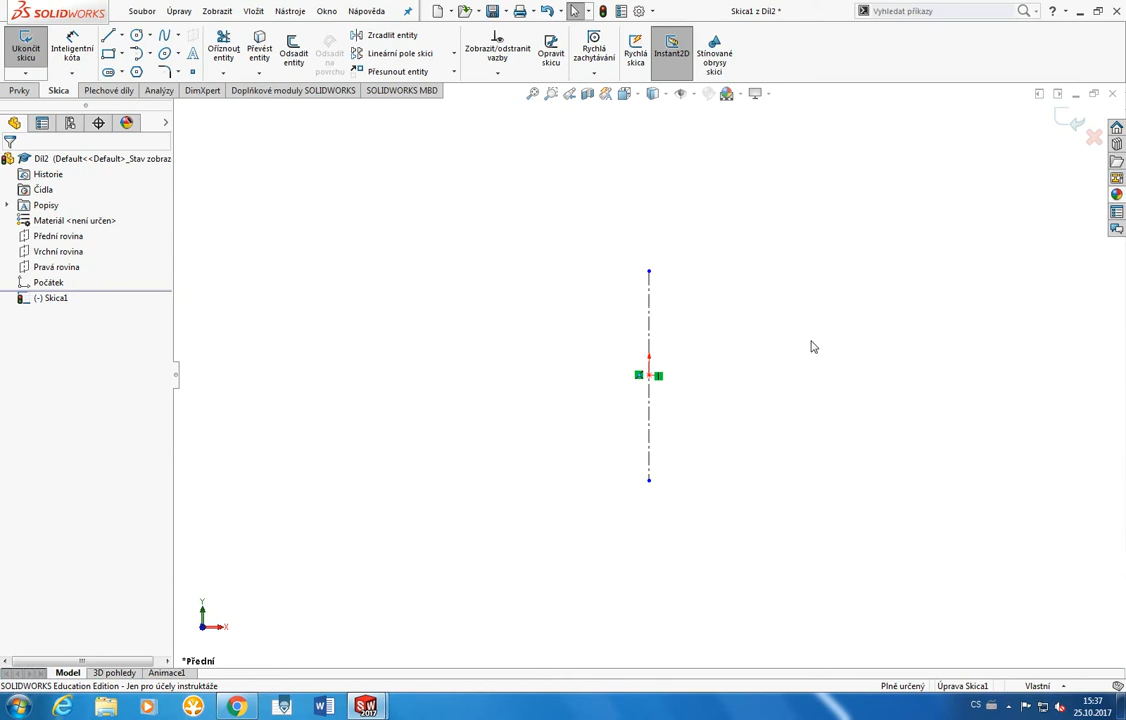 SOLIDWORKS
Soubor
Úpravy
Zobrazit
Vložit
Nástroje
Okno
Nápověda
Skica1 z Díl2 *
Vyhledat příkazy
Ukončit skicu
Inteligentní kóta
Oříznout entity
Převést entity
Odsadit entity
Odsadit na povrchu
Zrcadlit entity
Lineární pole skici
Přesunout entity
Zobrazit/odstranit vazby
Opravit skicu
Rychlá zachytávání
Rychlá skica
Instant2D
Stínované obrysy skici
Prvky
Skica
Plechové díly
Analýzy
DimXpert
Doplňkové moduly SOLIDWORKS
SOLIDWORKS MBD
Díl2 (Default<<Default>_Stav zobraz
Historie
Čidla
Popisy
Materiál <není určen>
Přední rovina
Vrchní rovina
Pravá rovina
Počátek
(-) Skica1
Y
X
*Přední
Model
3D pohledy
Animace1
SOLIDWORKS Education Edition - Jen pro účely instruktáže
Plně určený
Úprava Skica1
Vlastní
CS
15:37
25.10.2017